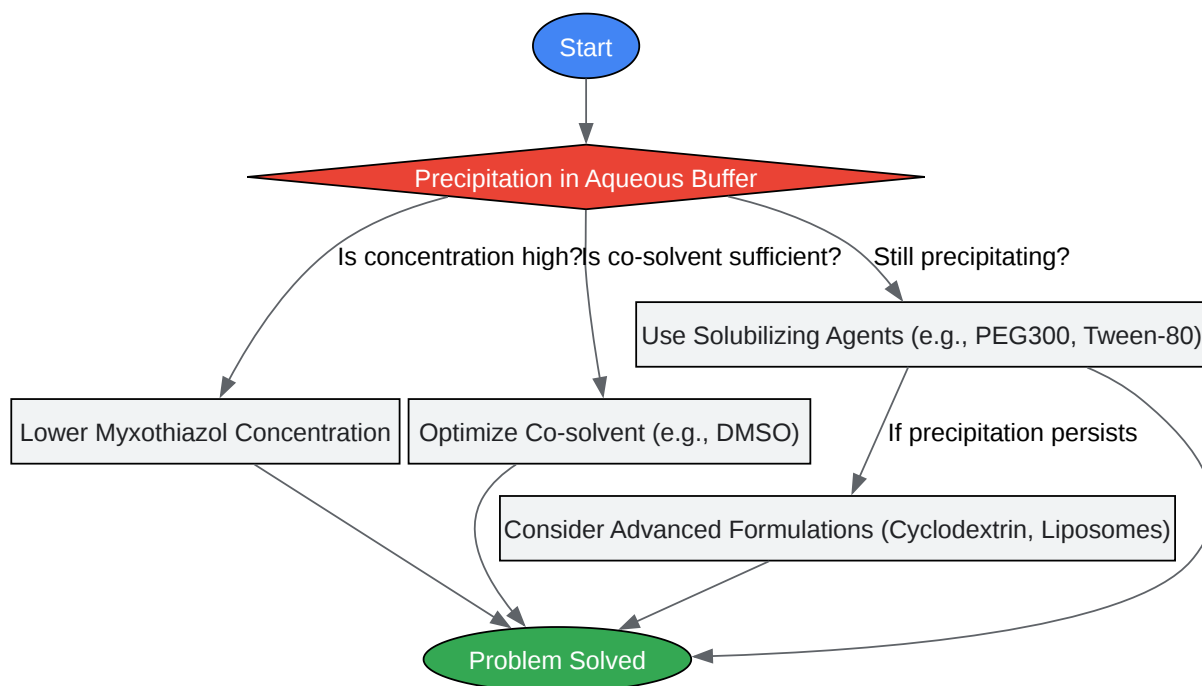 Start
Precipitation in Aqueous Buffer
Is concentration high?
Is co-solvent sufficient?
Still precipitating?
Use Solubilizing Agents (e.g., PEG300, Tween-80)
Lower Myxothiazol Concentration
Optimize Co-solvent (e.g., DMSO)
If precipitation persists
Consider Advanced Formulations (Cyclodextrin, Liposomes)
Problem Solved